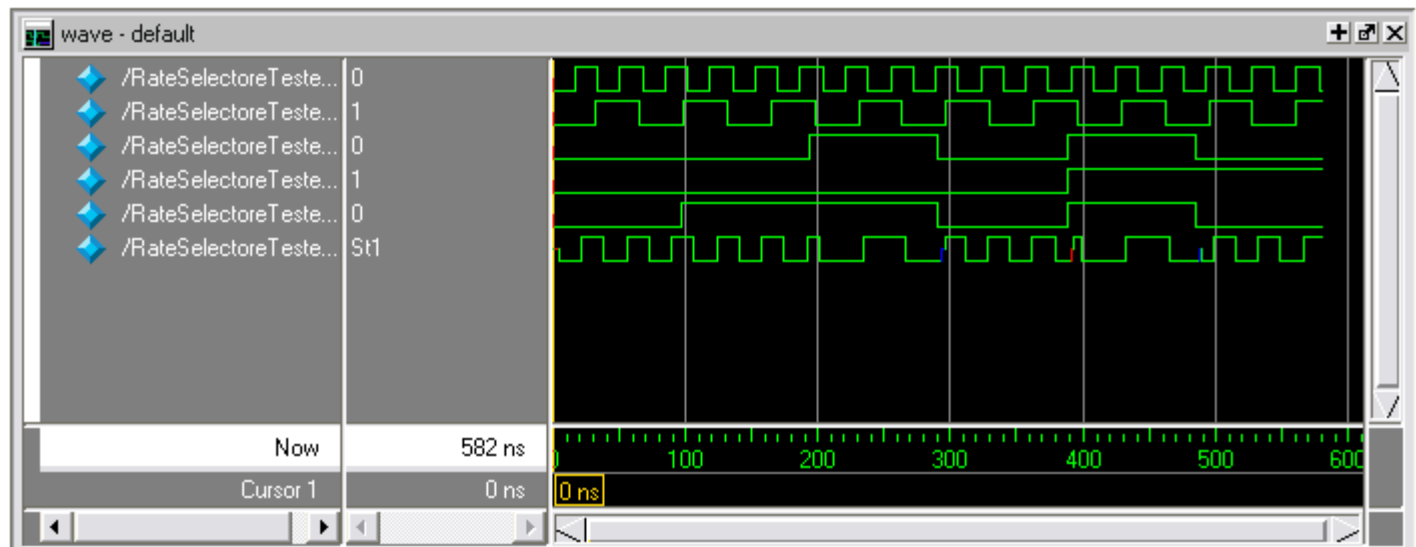 wave - default
/RateSelectoreTeste... 0
/RateSelectoreTeste... 1
/RateSelectoreTeste... 0
/RateSelectoreTeste... 1
/RateSelectoreTeste... 0
/RateSelectoreTeste... St1
Now 582 ns
100 200 300 400 500 600
Cursor 1 0 ns 0 ns